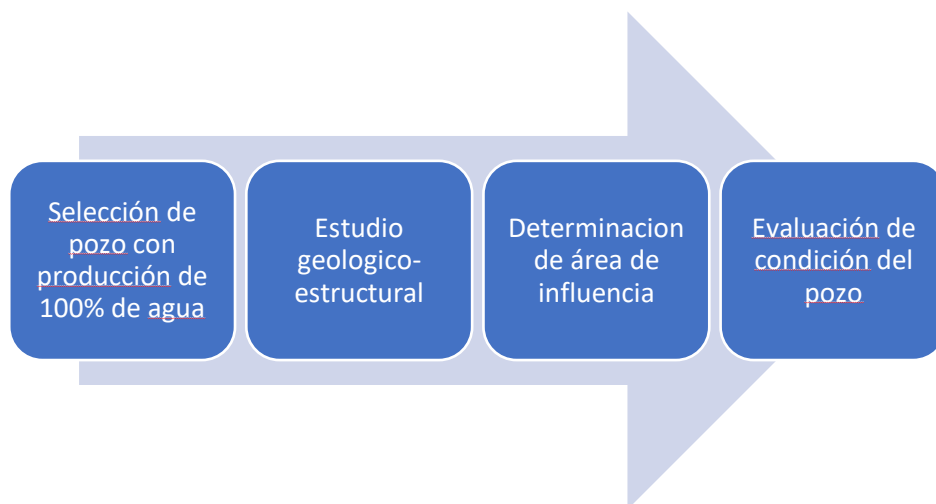 Selección de
pozo con
producción de
100% de agua
Estudio
geologico-
estructural
Determinacion
de área de
influencia
Evaluación de
condición del
pozo